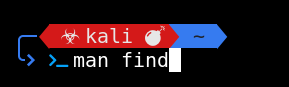 kali ~
man find